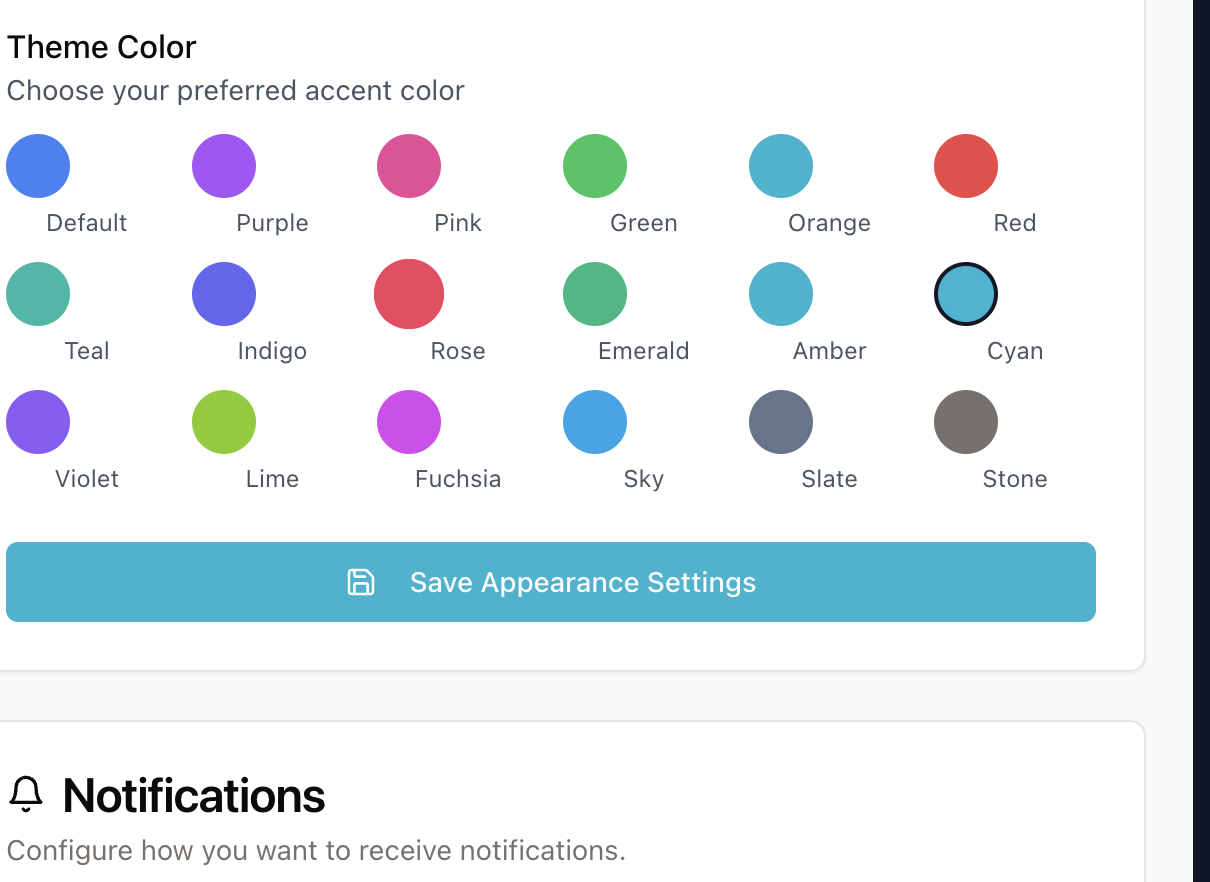 Theme Color
Choose your preferred accent color
Default Purple Pink Green Orange Red
Teal Indigo Rose Emerald Amber Cyan
Violet Lime Fuchsia Sky Slate Stone
Save Appearance Settings
Notifications
Configure how you want to receive notifications.